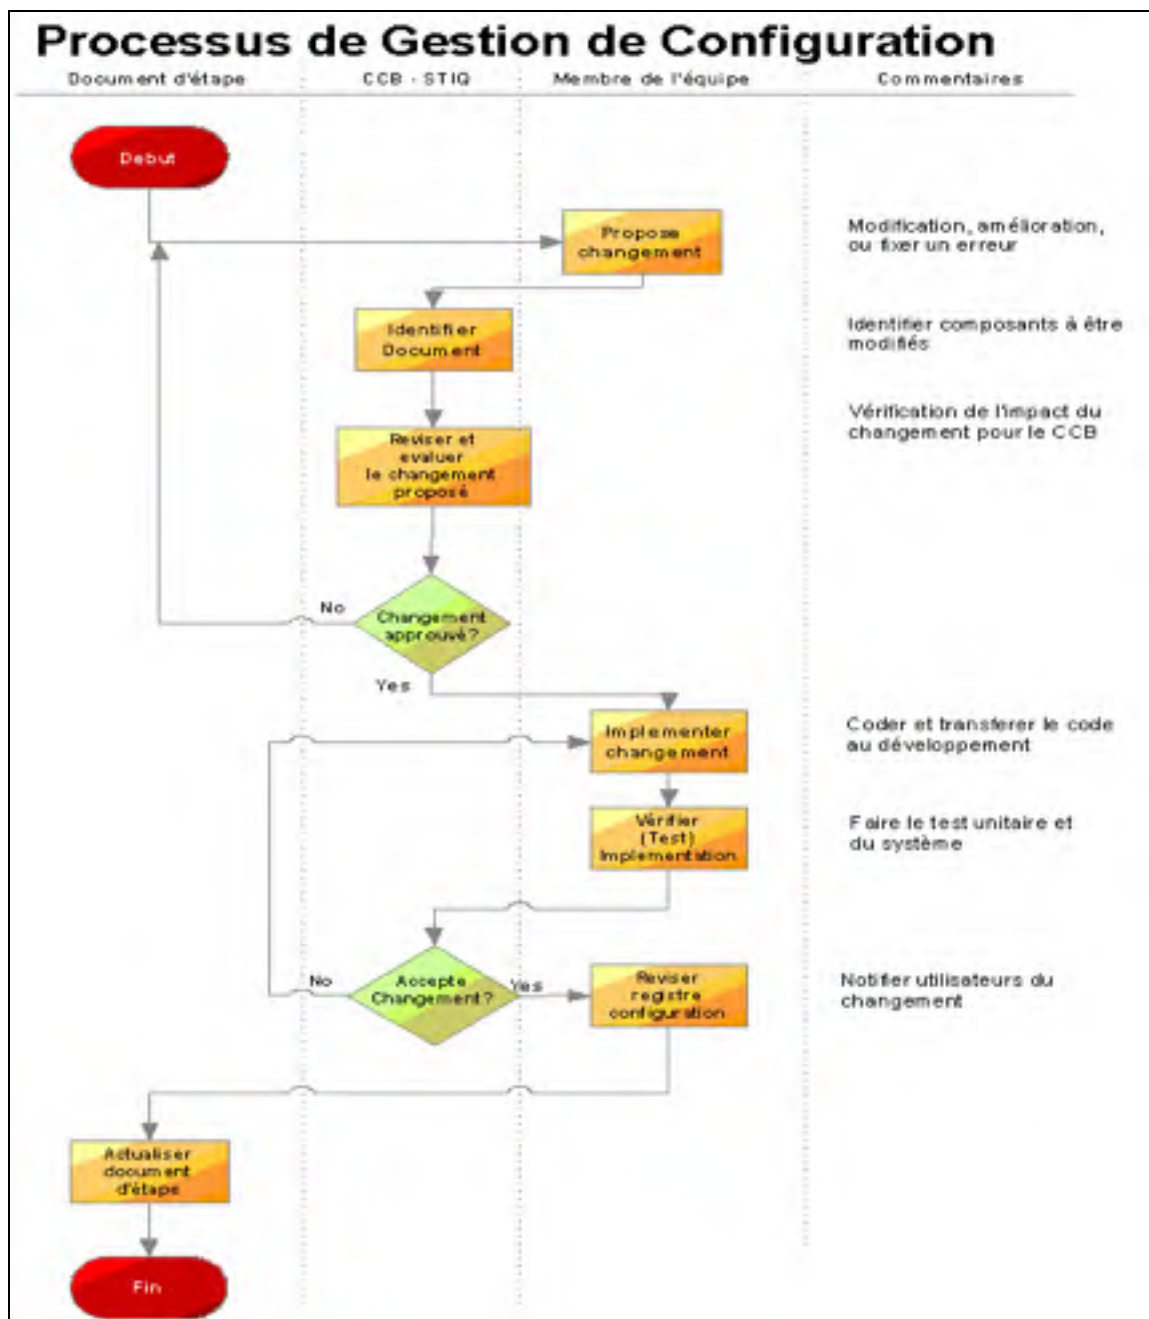 Processus de Gestion de Configuration
Document d'étape
CCB - STIQ
Membre de l'équipe
Commentaires
Debut
Propose
changement
Modification, amélioration,
ou fixer un erreur
Identifier
Document
Identifier composants à être
modifiés
Reviser et
evaluer
le changement
proposé
Vérification de l'impact du
changement pour le CCB
No
Changement
approuvé?
Yes
Implementer
changement
Coder et transferer le code
au développement
Vérifier
(Test)
Implementation
Faire le test unitaire et
du système
No
Accepte
Changement?
Yes
Reviser
registre
configuration
Notifier utilisateurs du
changement
Actualiser
document
d'étape
Fin